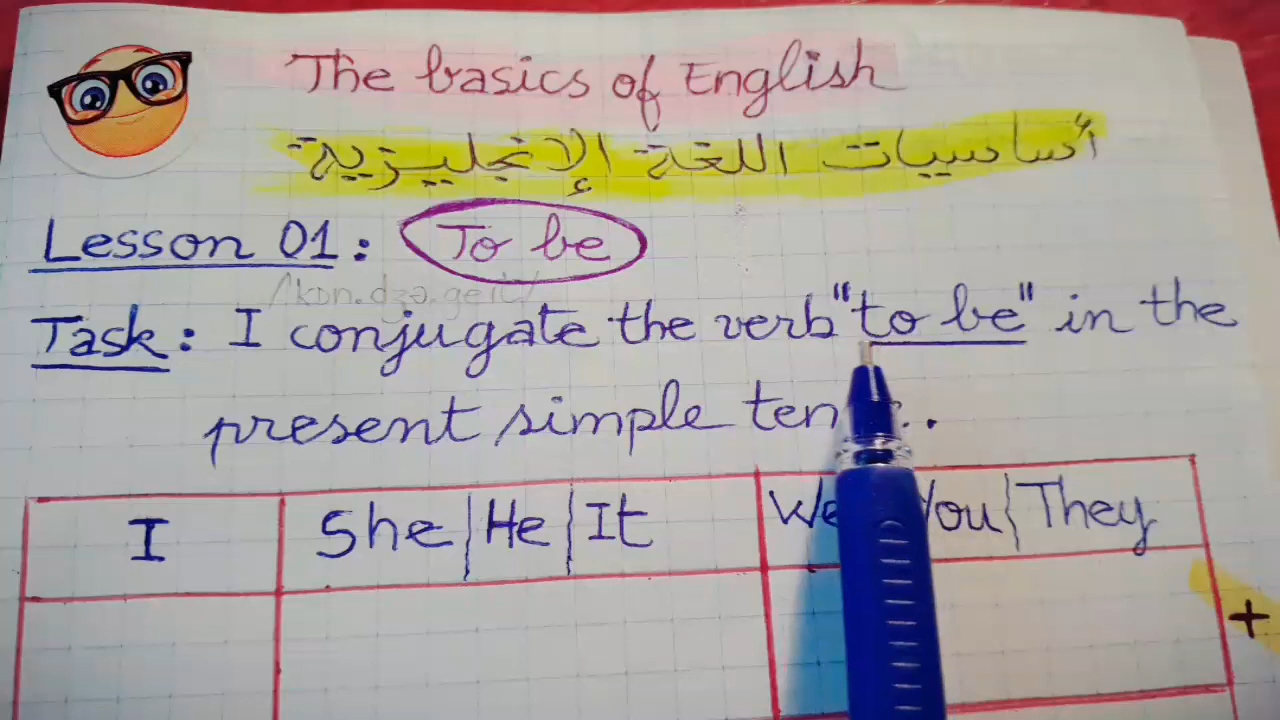 The basics of English
أساسيات اللغة الإنجليزية
Lesson 01: To be
/kɒn.dʒə.geɪt/
Task: I conjugate the verb "to be" in the
present simple ten
I She|He|It We You|They
+